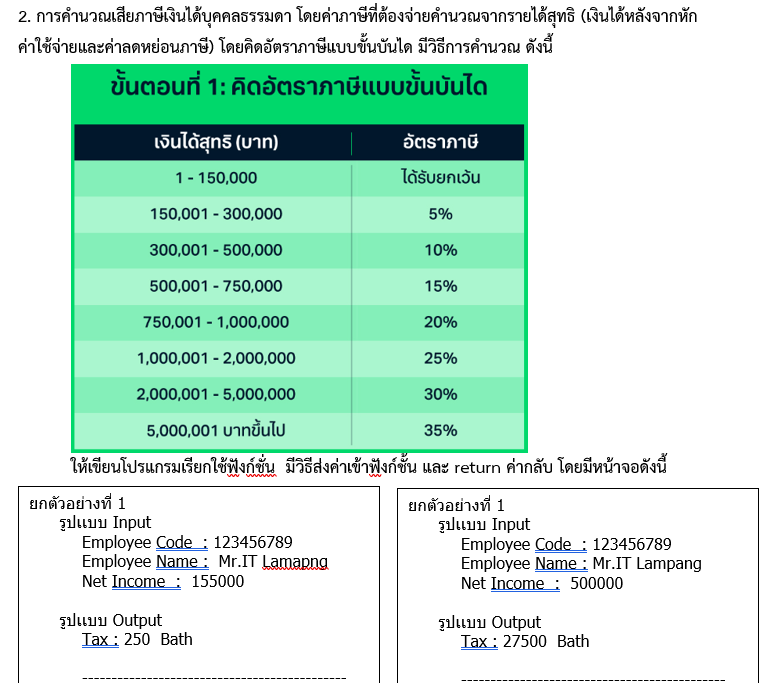 2. การคำนวณเสียภาษีเงินได้บุคคลธรรมดา โดยค่าภาษีที่ต้องจ่ายคำนวณจากรายได้สุทธิ (เงินได้หลังจากหัก
ค่าใช้จ่ายและค่าลดหย่อนภาษี) โดยคิดอัตราภาษีแบบขั้นบันได มีวิธีการคำนวณ ดังนี้
ขั้นตอนที่ 1: คิดอัตราภาษีแบบขั้นบันได
เงินได้สุทธิ (บาท) อัตราภาษี
1 - 150,000 ได้รับยกเว้น
150,001 - 300,000 5%
300,001 - 500,000 10%
500,001 - 750,000 15%
750,001 - 1,000,000 20%
1,000,001 - 2,000,000 25%
2,000,001 - 5,000,000 30%
5,000,001 บาทขึ้นไป 35%
ให้เขียนโปรแกรมเรียกใช้ฟังก์ชั่น มีวิธีส่งค่าเข้าฟังก์ชั้น และ return ค่ากลับ โดยมีหน้าจอดังนี้
ยกตัวอย่างที่ 1
รูปแบบ Input
Employee Code : 123456789
Employee Name : Mr.IT Lamapng
Net Income : 155000
รูปแบบ Output
Tax : 250 Bath
---------------------------------------------
ยกตัวอย่างที่ 1
รูปแบบ Input
Employee Code : 123456789
Employee Name : Mr.IT Lampang
Net Income : 500000
รูปแบบ Output
Tax : 27500 Bath
---------------------------------------------